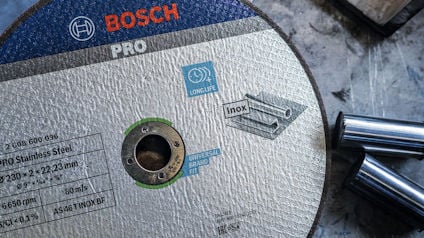 BOSCH
PRO
LONG LIFE
Inox
2 608 600 096
PRO Stainless Steel
Ø 230 × 2 × 22,23 mm
UNIVERSAL
BRAND
FIT
6650 rpm
80 m/s
AS 46 T INOX BF